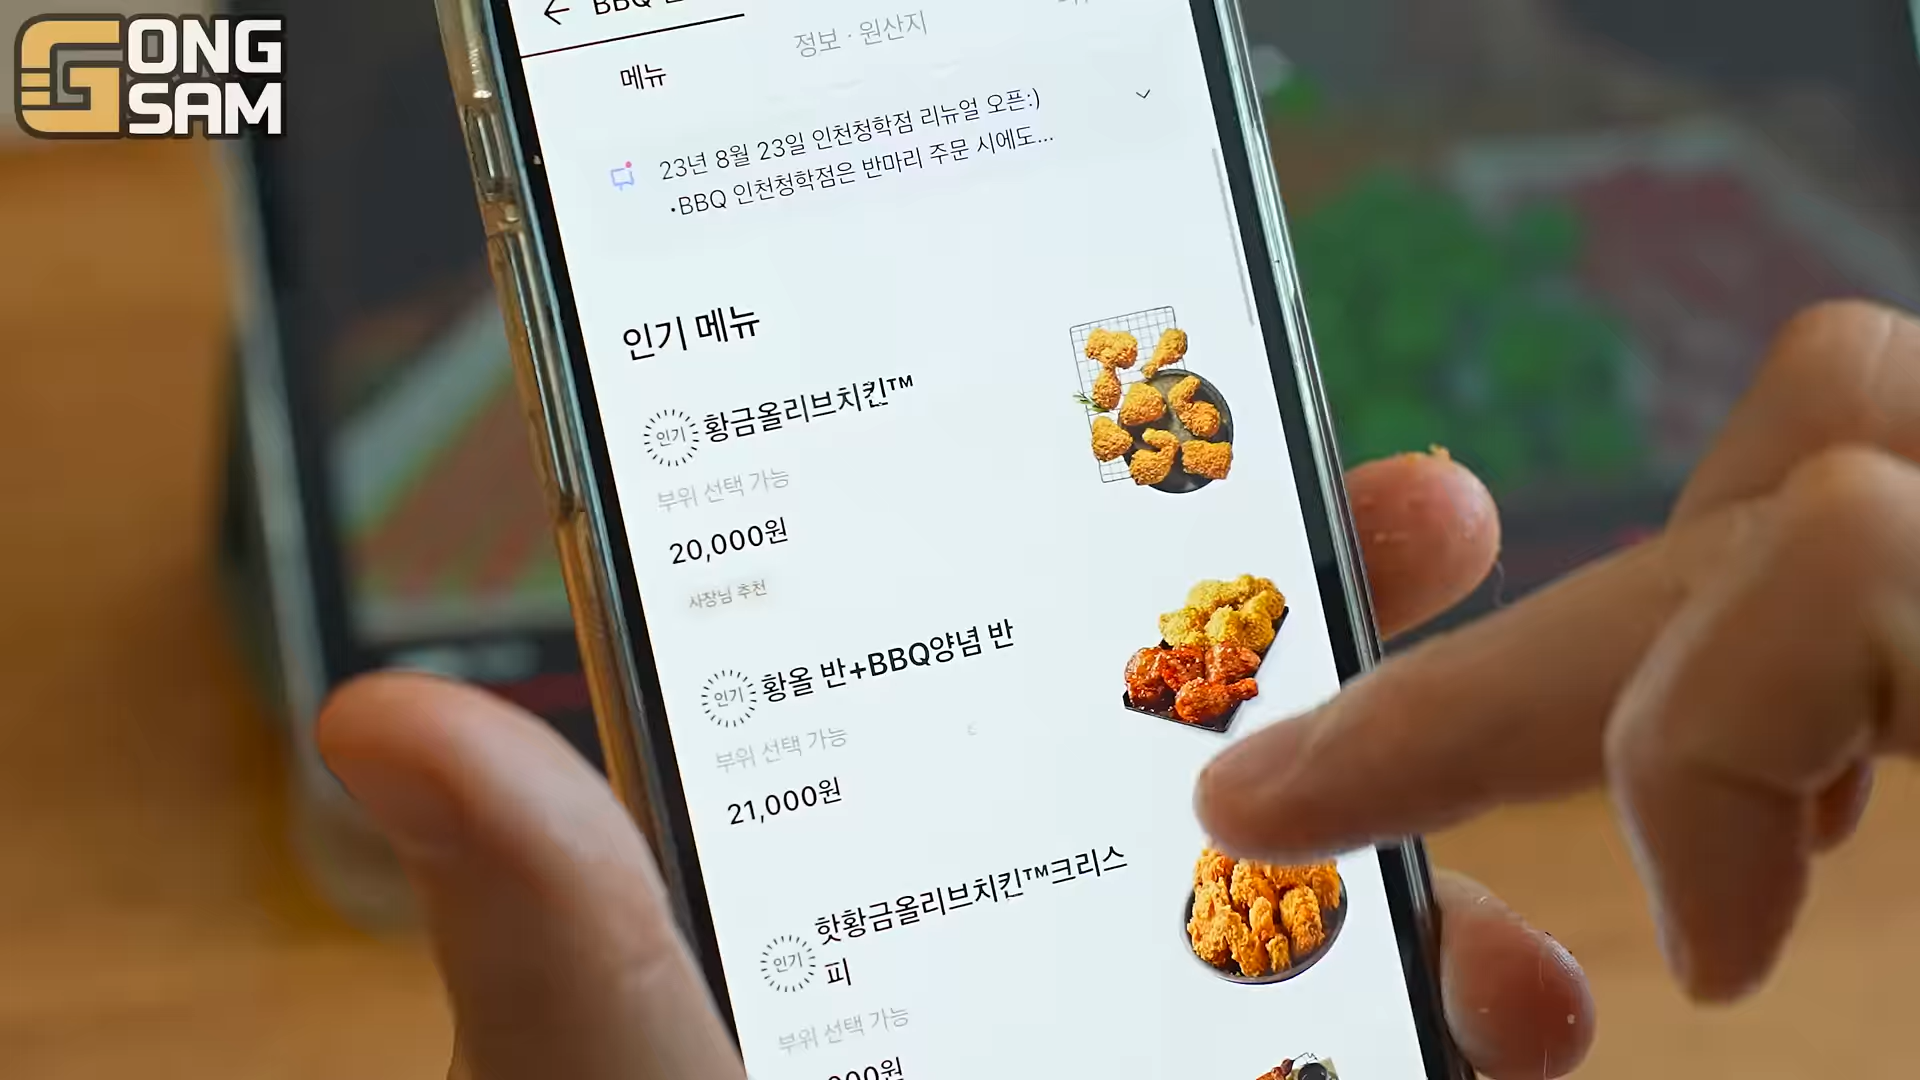 GONG
SAM
BBQ
정보 · 원산지
메뉴
23년 8월 23일 인천청학점 리뉴얼 오픈:)
•BBQ 인천청학점은 반마리 주문 시에도...
인기 메뉴
인기 황금올리브치킨™
부위 선택 가능
20,000원
사장님 추천
인기 황올 반+BBQ양념 반
부위 선택 가능
21,000원
인기 핫황금올리브치킨™크리스
피
부위 선택 가능
000원